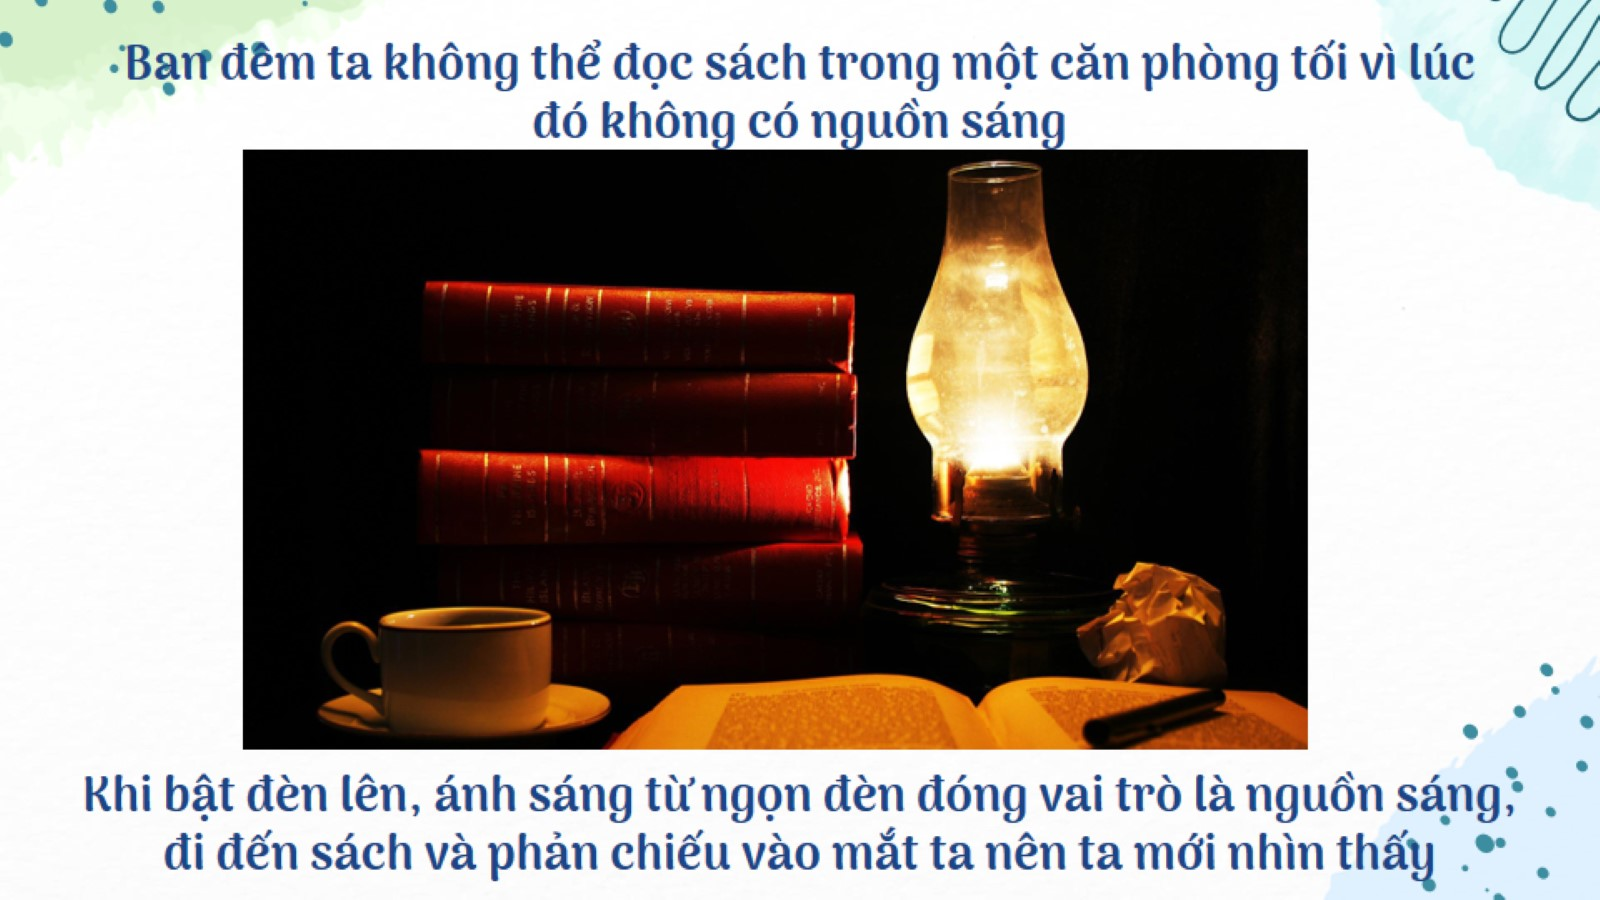 Ban đêm ta không thể đọc sách trong một căn phòng tối vì lúc
đó không có nguồn sáng
Khi bật đèn lên, ánh sáng từ ngọn đèn đóng vai trò là nguồn sáng,
đi đến sách và phản chiếu vào mắt ta nên ta mới nhìn thấy